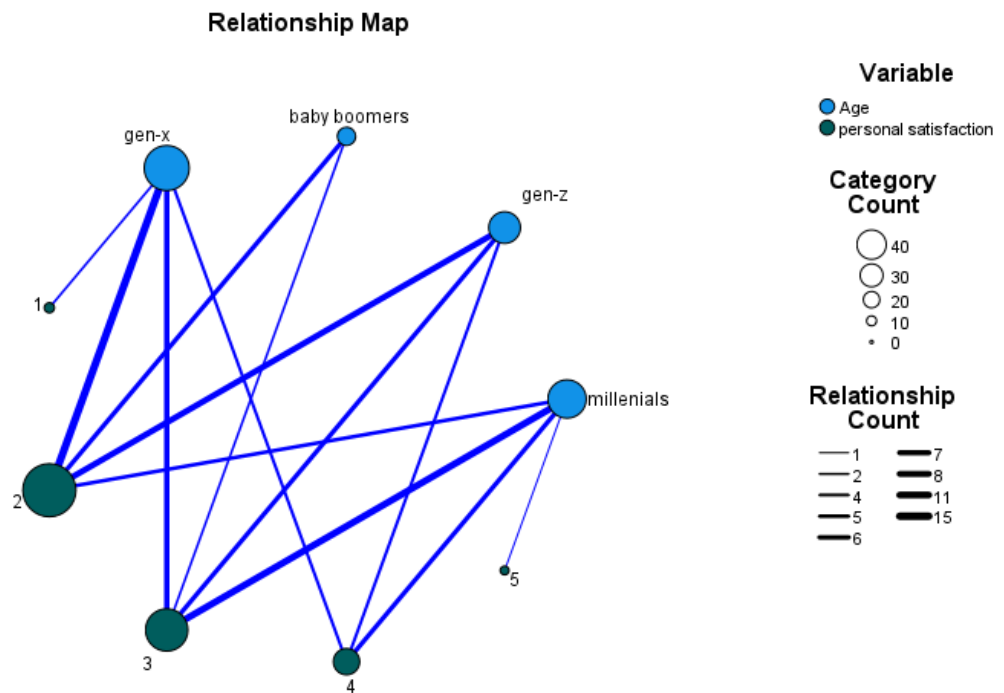 Relationship Map
gen-x
baby boomers
gen-z
millenials
1
2
3
4
5
Variable
Age
personal satisfaction
Category
Count
40
30
20
10
0
Relationship
Count
1
2
4
5
6
7
8
11
15